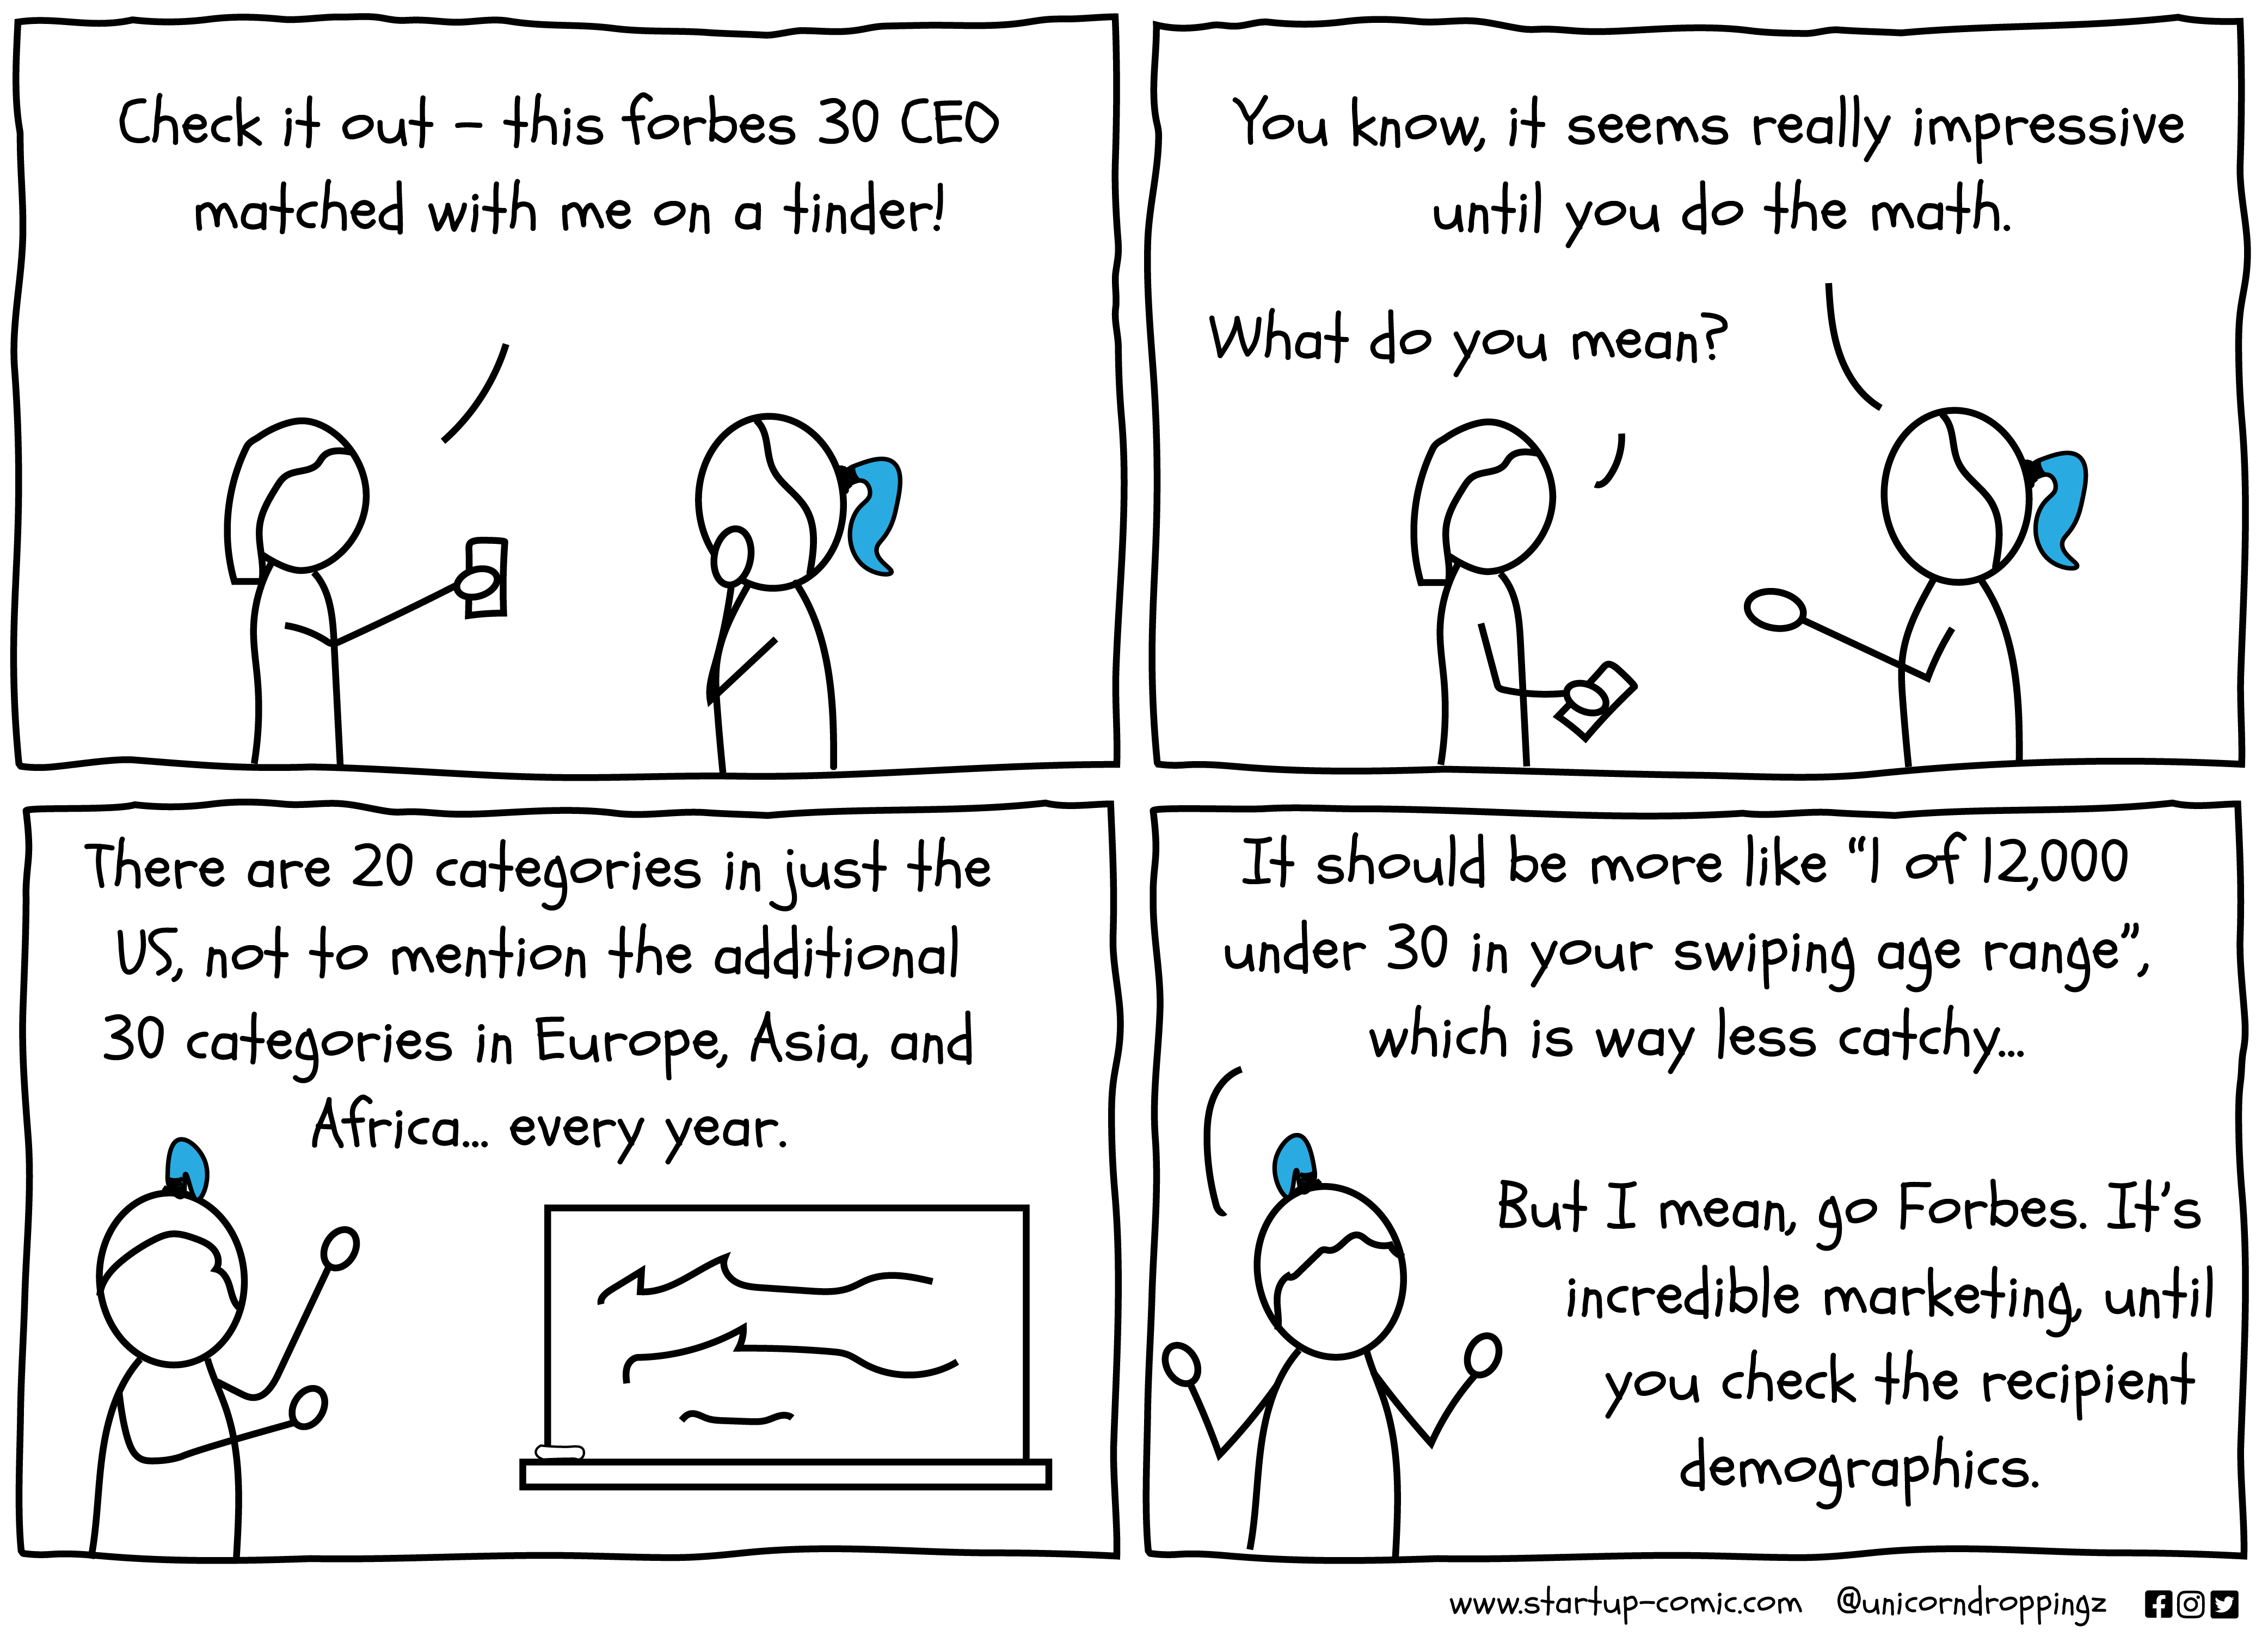 Check it out - this forbes 30 CEO
matched with me on a tinder!
You know, it seems really impressive
until you do the math.
What do you mean?
There are 20 categories in just the
US, not to mention the additional
30 categories in Europe, Asia, and
Africa... every year.
It should be more like “1 of 12,000
under 30 in your swiping age range”,
which is way less catchy...
But I mean, go Forbes. It's
incredible marketing, until
you check the recipient
demographics.
www.startup-comic.com @unicorndroppingz